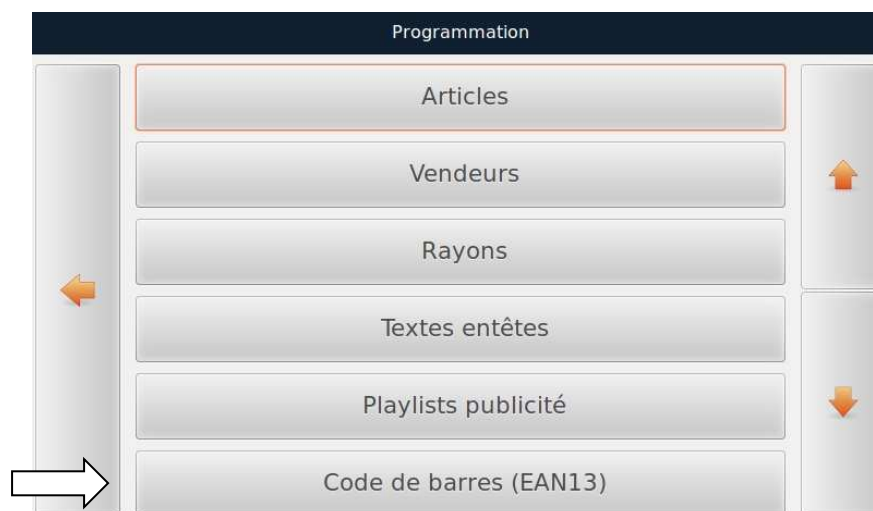 Programmation
Articles
Vendeurs
Rayons
Textes entêtes
Playlists publicité
Code de barres (EAN13)